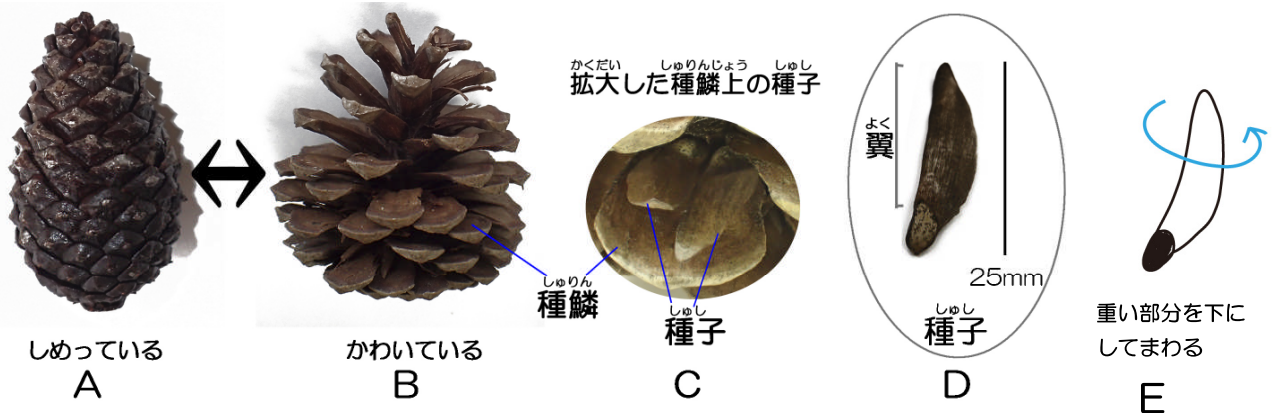 しめっている
A
かわいている
B
しゅりん
種鱗
かくだい しゅりんじょう しゅし
拡大した種鱗上の種子
しゅし
種子
C
よく
翼
25mm
しゅし
種子
D
重い部分を下に
してまわる
E